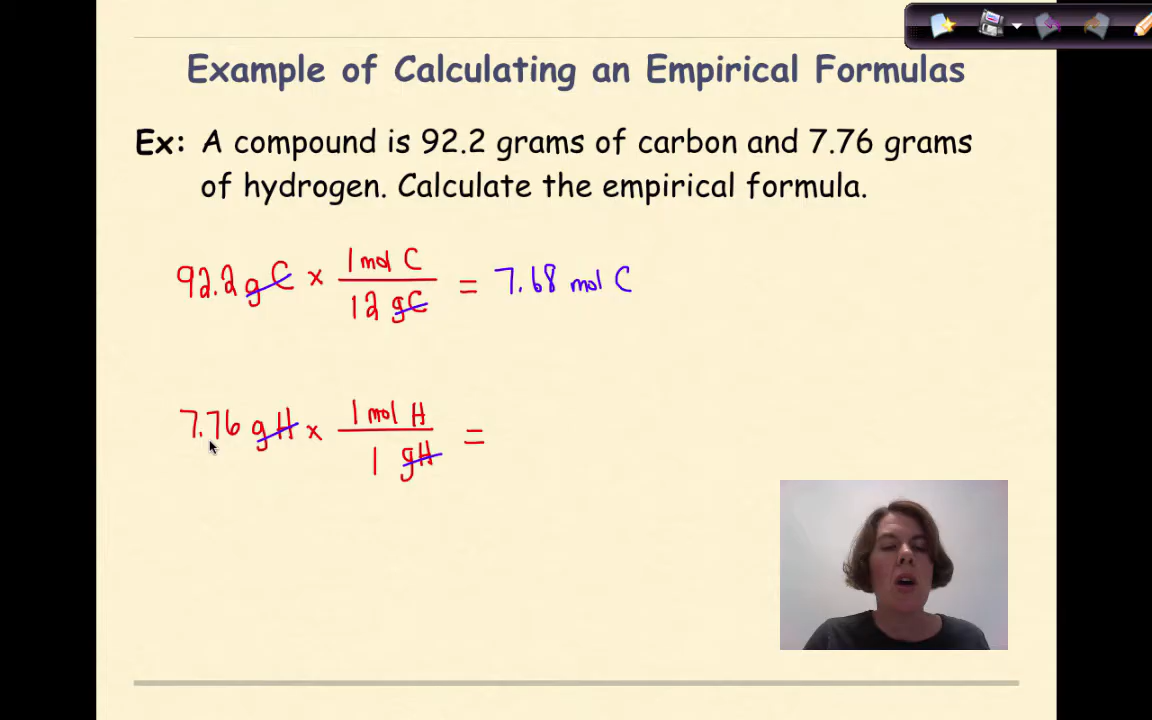 Example of Calculating an Empirical Formulas
Ex: A compound is 92.2 grams of carbon and 7.76 grams
of hydrogen. Calculate the empirical formula.
92.2 g C x 1 mol C / 12 g C = 7.68 mol C
7.76 g H x 1 mol H / 1 g H =